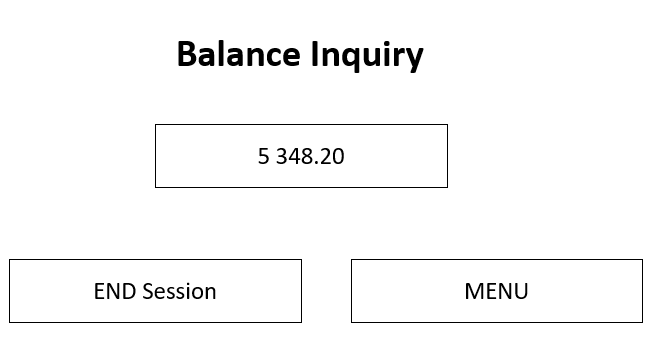 Balance Inquiry
5 348.20
END Session
MENU